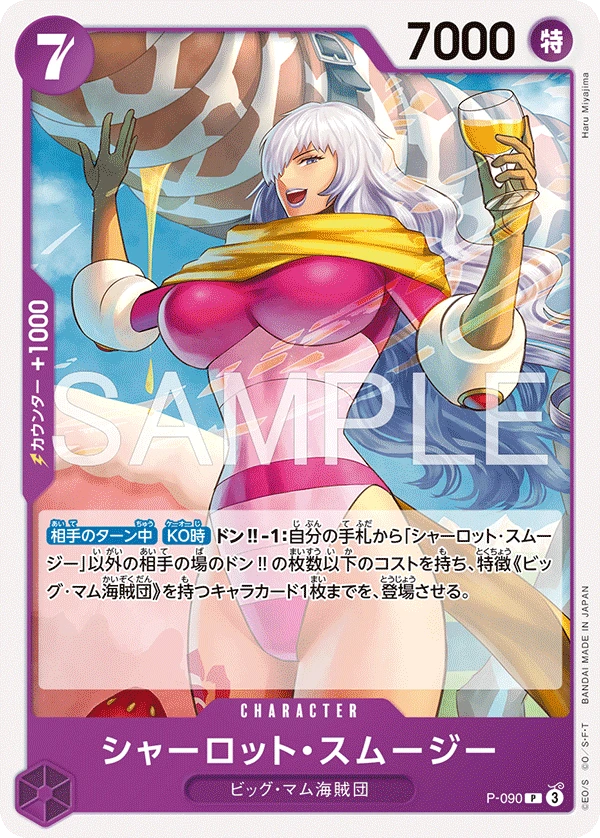 7
7000
特
Haru Miyajima
カウンター +1000
SAMPLE
相手のターン中 KO時 ドン!!-1:自分の手札から「シャーロット・スムー
ジー」以外の相手の場のドン!!の枚数以下のコストを持ち、特徴《ビッ
グ・マム海賊団》を持つキャラカード1枚までを、登場させる。
CHARACTER
シャーロット・スムージー
ビッグ・マム海賊団
P-090 P 3
©E.O/S ©O/S・F・T BANDAI MADE IN JAPAN